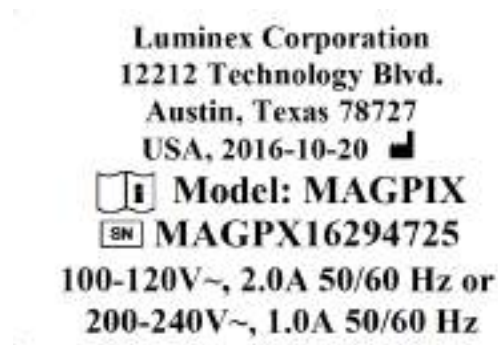 Luminex Corporation
12212 Technology Blvd.
Austin, Texas 78727
USA, 2016-10-20
Model: MAGPIX
SN MAGPX16294725
100-120V~, 2.0A 50/60 Hz or
200-240V~, 1.0A 50/60 Hz